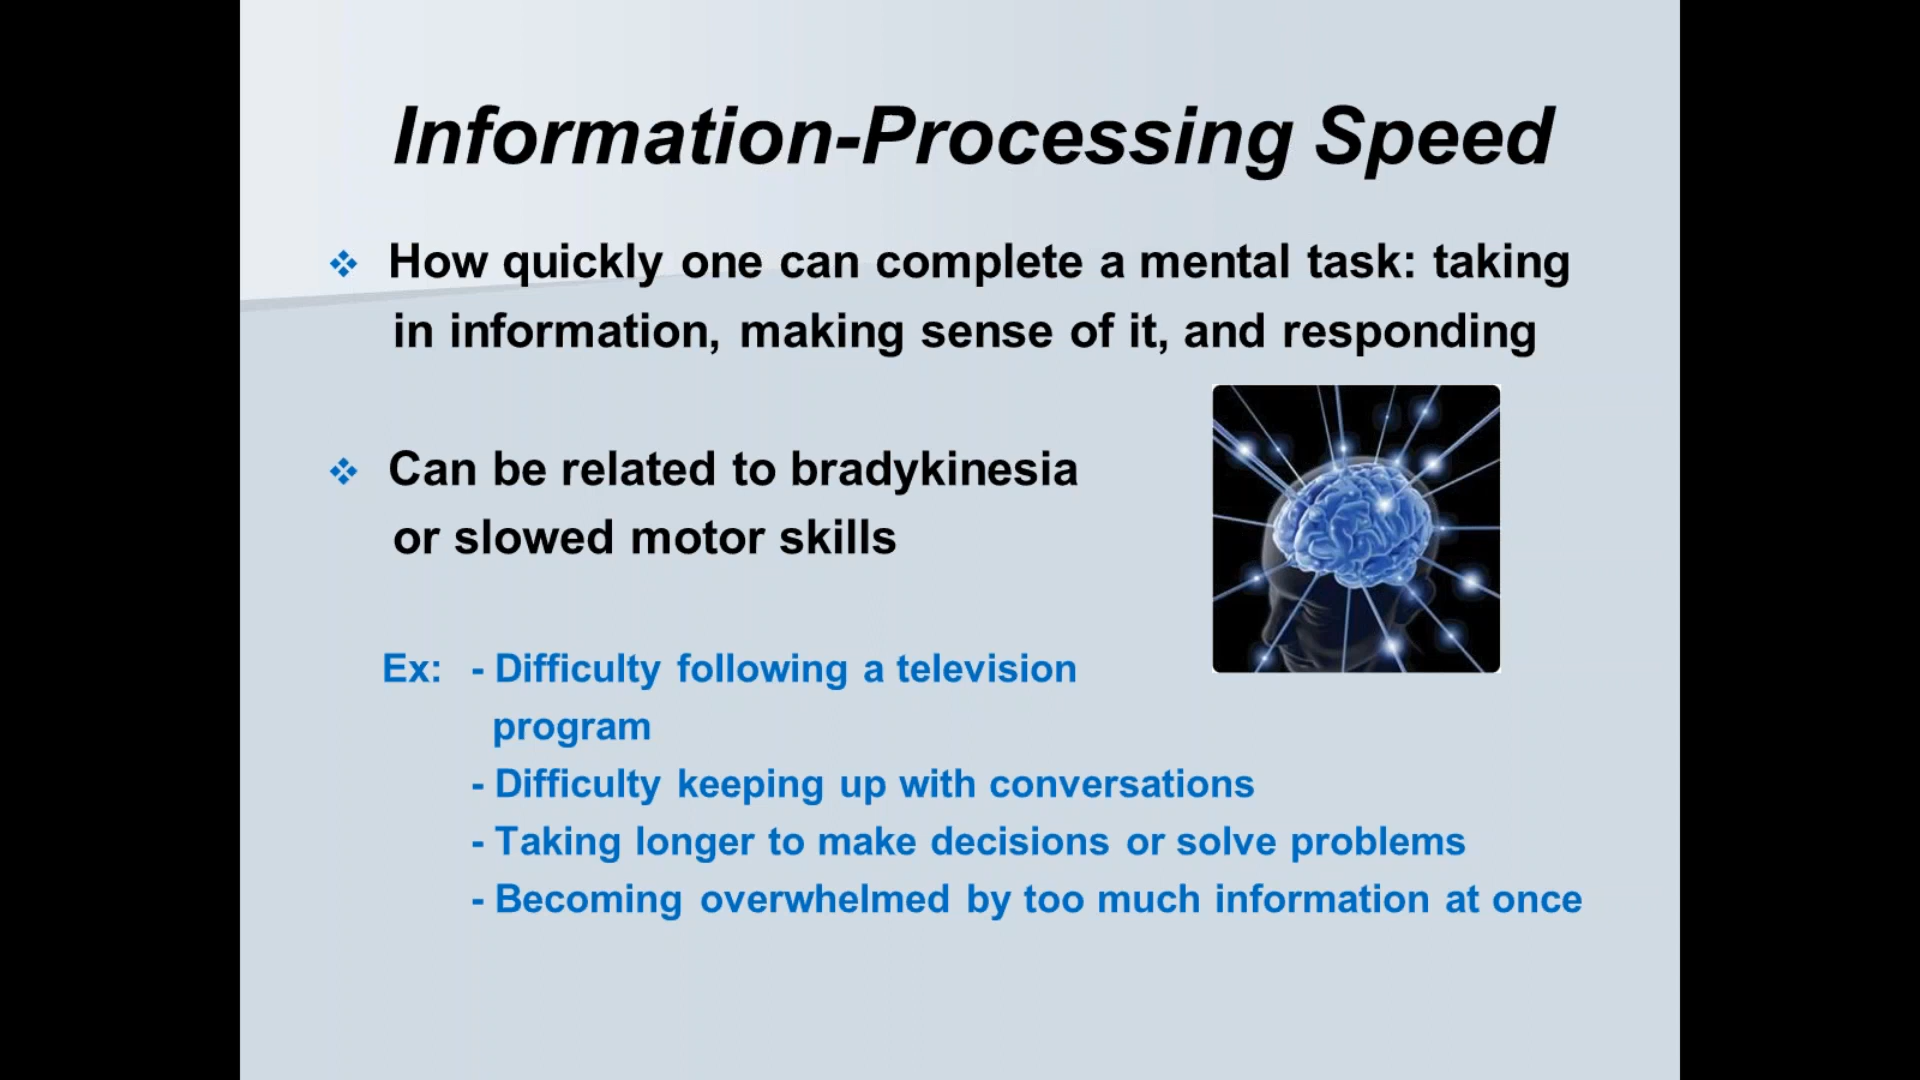 Information-Processing Speed
❖ How quickly one can complete a mental task: taking
in information, making sense of it, and responding
❖ Can be related to bradykinesia
or slowed motor skills
Ex: - Difficulty following a television
program
- Difficulty keeping up with conversations
- Taking longer to make decisions or solve problems
- Becoming overwhelmed by too much information at once